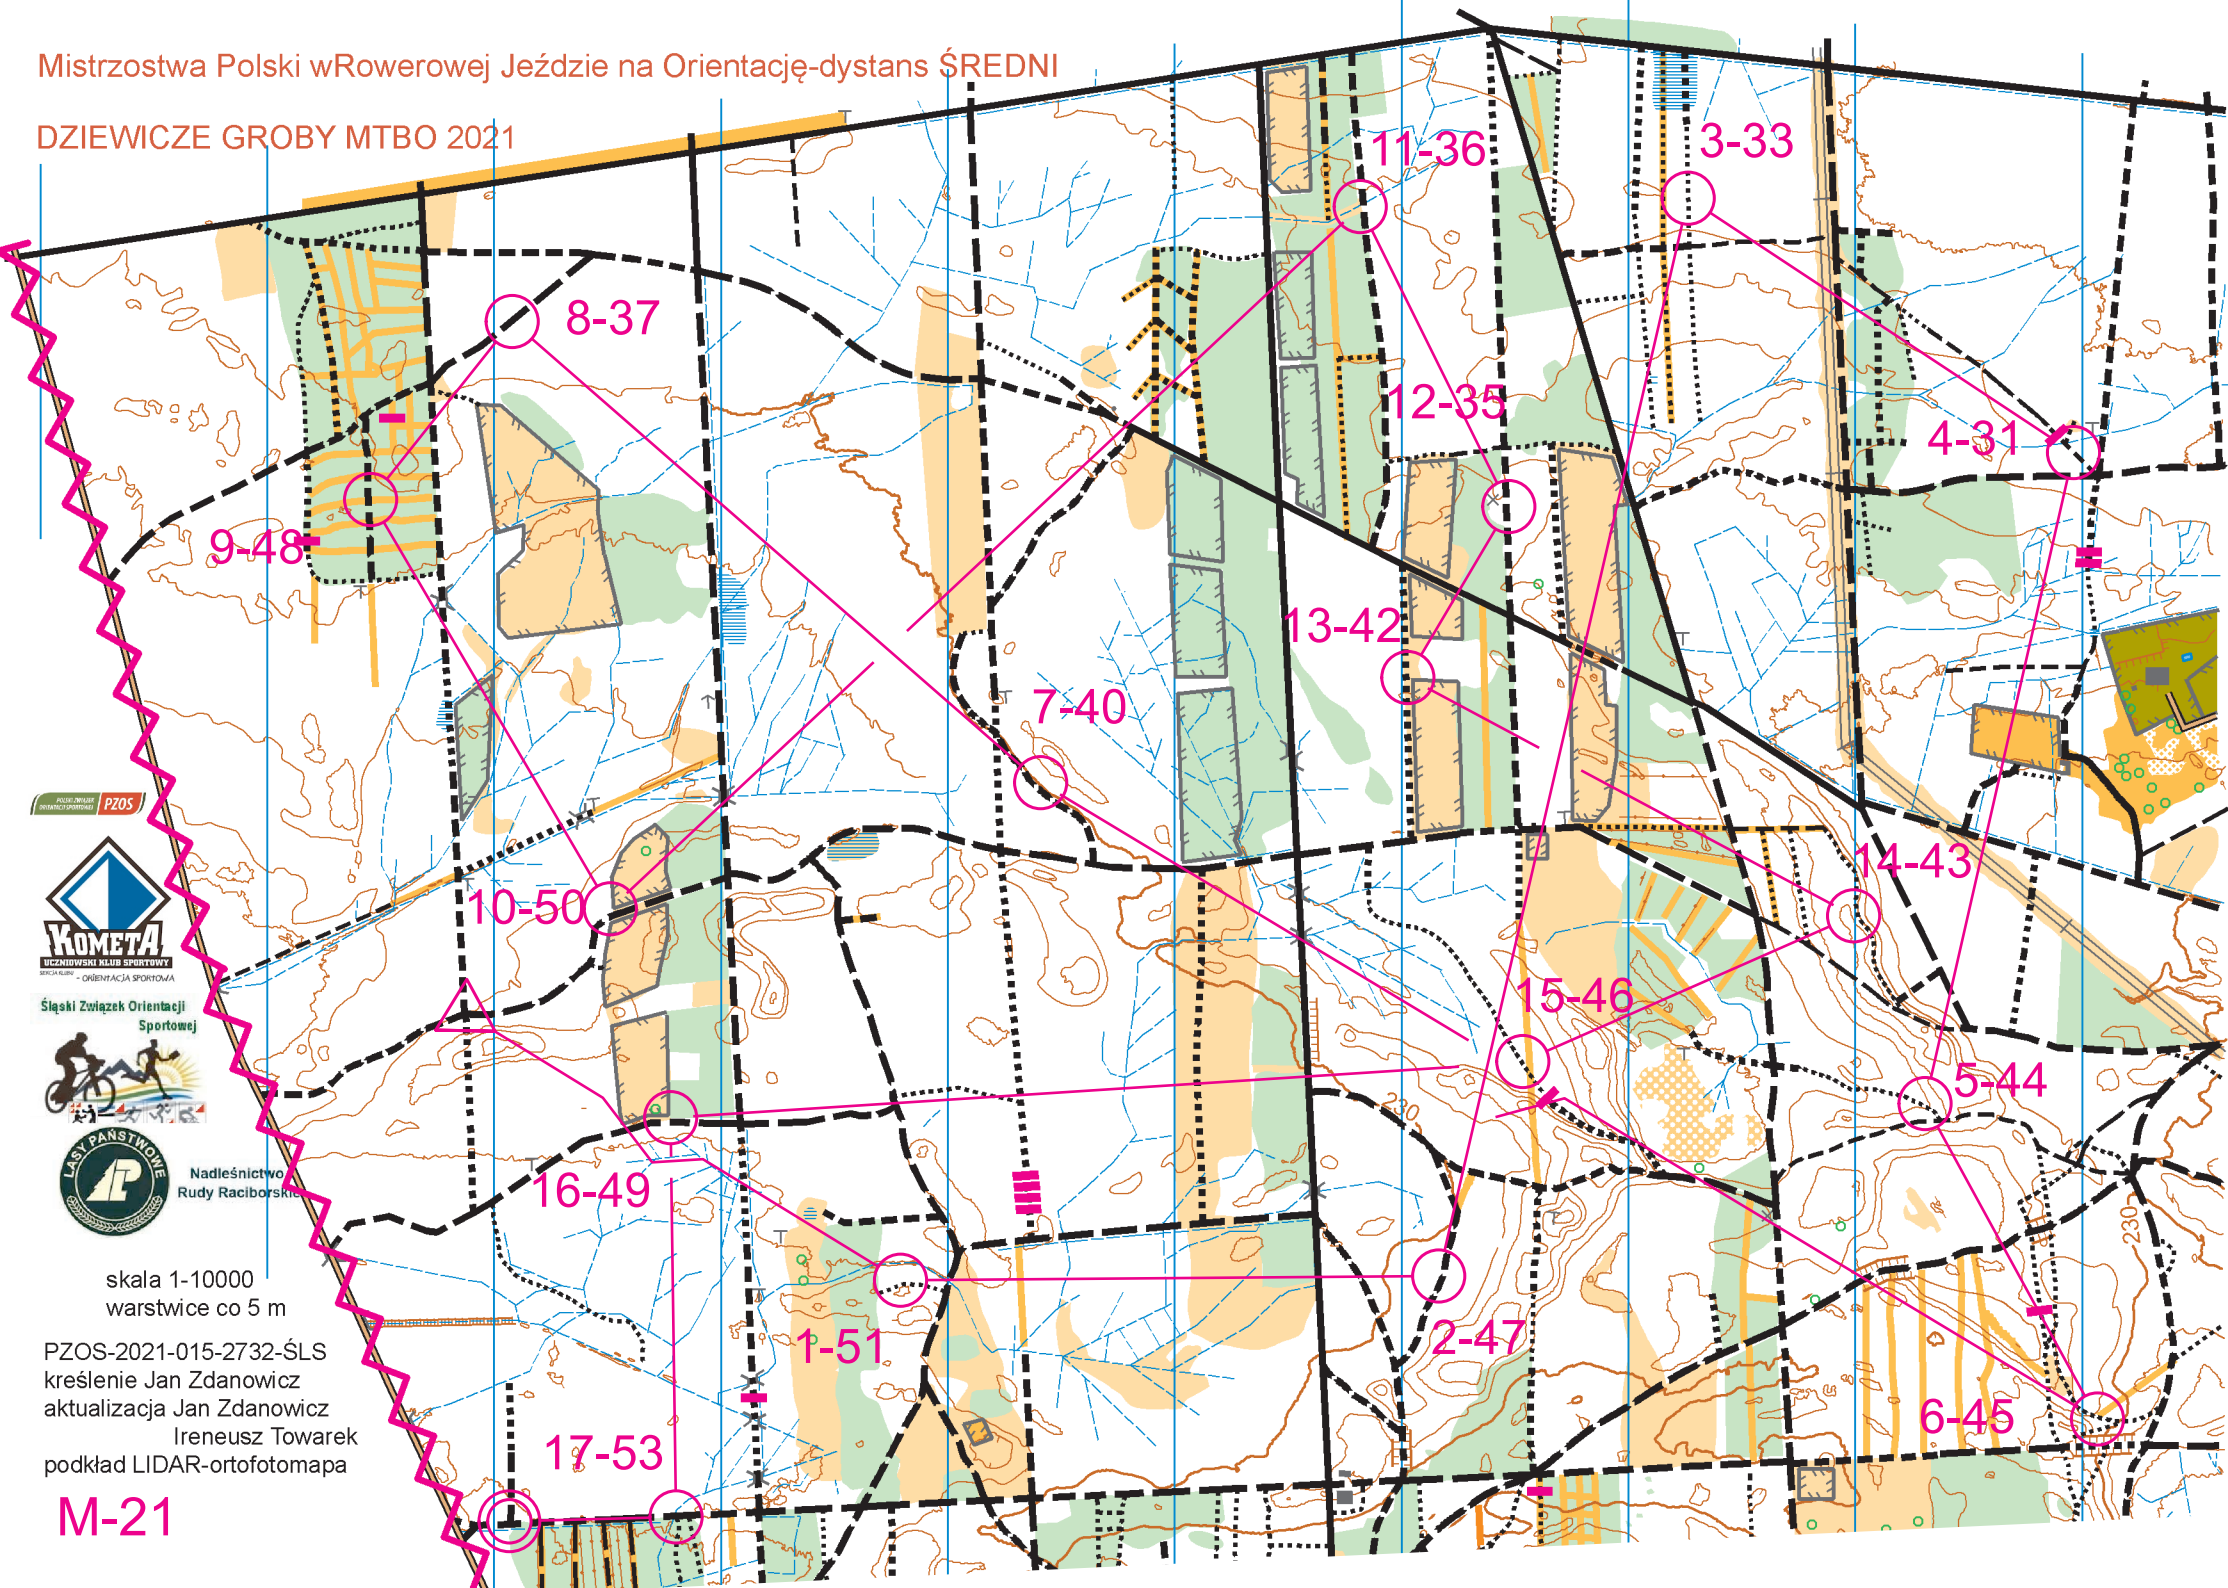 Mistrzostwa Polski wRowerowej Jeździe na Orientację-dystans ŚREDNI
DZIEWICZE GROBY MTBO 2021
11-36
3-33
8-37
12-35
4-31
9-48
13-42
7-40
PZOS
14-43
10-50
KOMETA
UCZNIOWSKI KLUB SPORTOWY
- ORIENTACJA SPORTOWA
15-46
Śląski Związek Orientacji
Sportowej
5-44
230
LASY PAŃSTWOWE
LP
Nadleśnictwo
Rudy Raciborskie
16-49
230
skala 1-10000
warstwice co 5 m
1-51
2-47
PZOS-2021-015-2732-ŚLS
kreślenie Jan Zdanowicz
aktualizacja Jan Zdanowicz
Ireneusz Towarek
podkład LIDAR-ortofotomapa
6-45
17-53
M-21